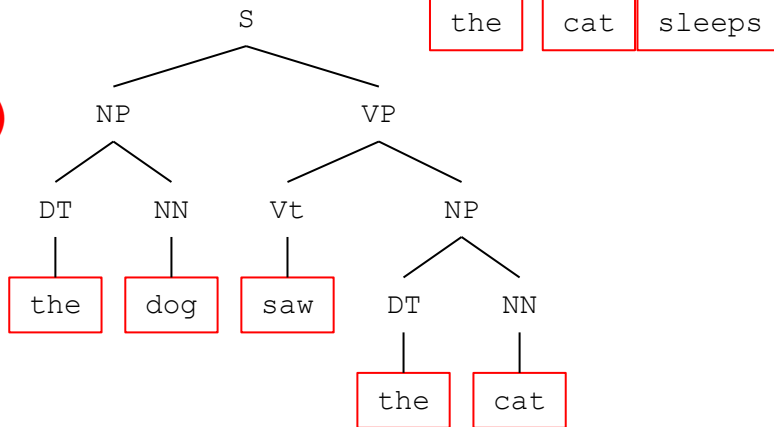 S
the cat sleeps
NP VP
DT NN Vt NP
the dog saw DT NN
the cat